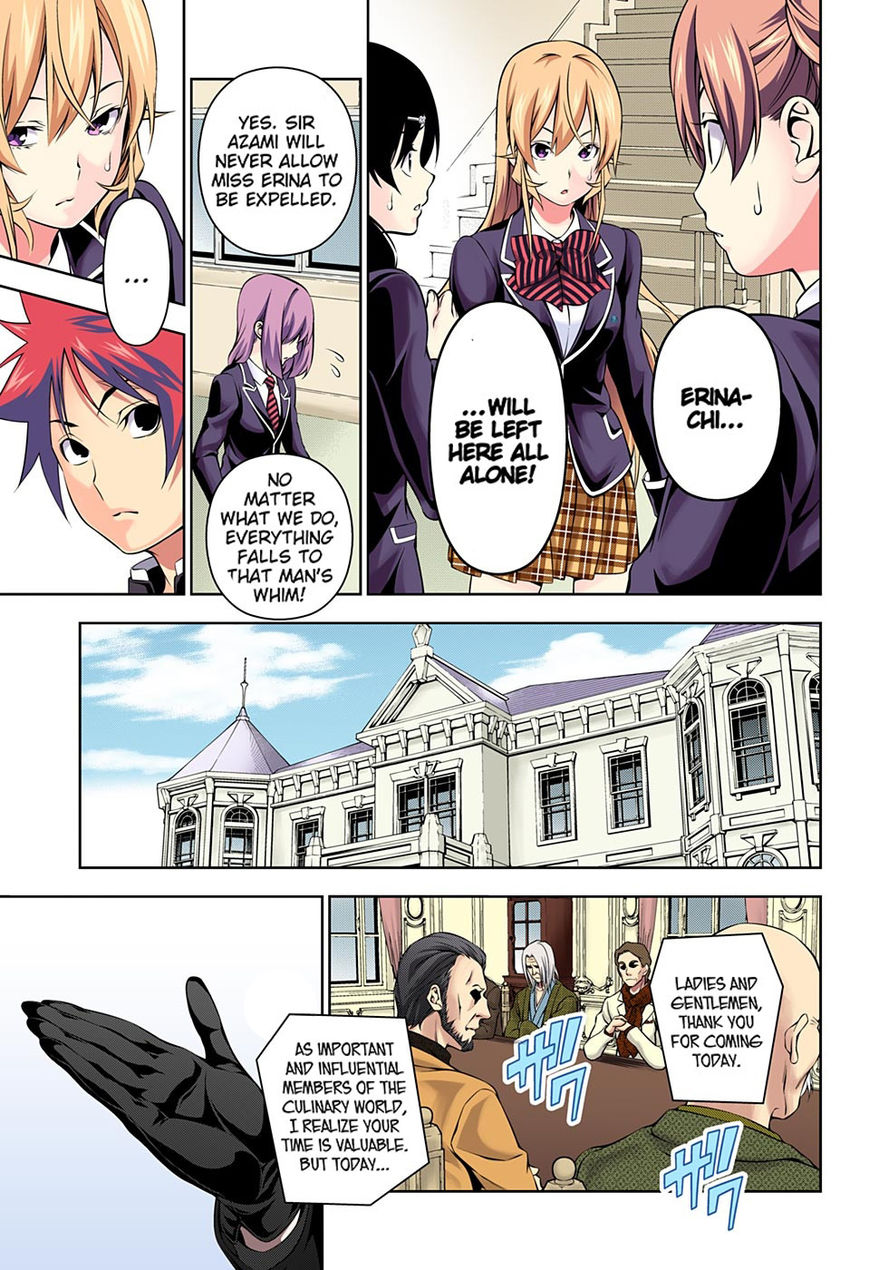 ERINA-
CHI...
...WILL
BE LEFT
HERE ALL
ALONE!
YES. SIR
AZAMI WILL
NEVER ALLOW
MISS ERINA TO
BE EXPELLED.
NO
MATTER
WHAT WE DO,
EVERYTHING
FALLS TO
THAT MAN'S
WHIM!
...
LADIES AND
GENTLEMEN,
THANK YOU
FOR COMING
TODAY.
ザッ
ザッ
AS IMPORTANT
AND INFLUENTIAL
MEMBERS OF THE
CULINARY WORLD,
I REALIZE YOUR
TIME IS VALUABLE.
BUT TODAY...